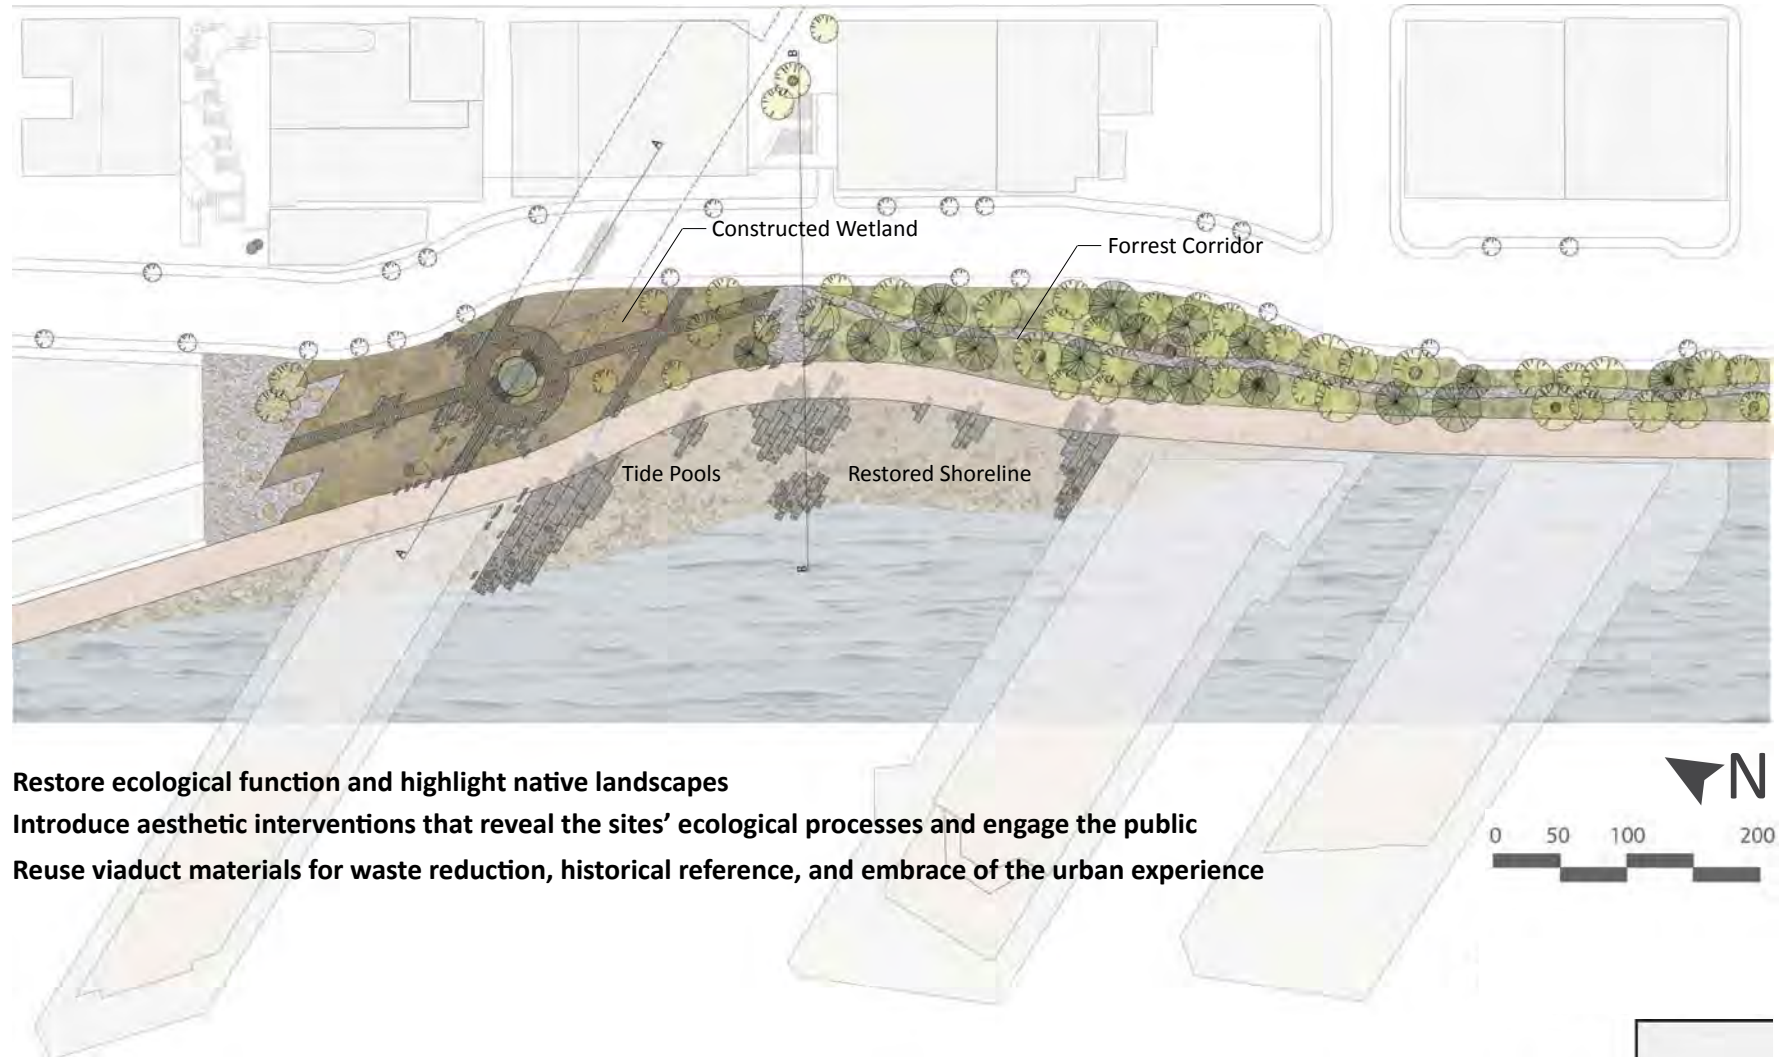 B
A
Constructed Wetland
Forrest Corridor
Tide Pools
Restored Shoreline
A
B
Restore ecological function and highlight native landscapes
N
Introduce aesthetic interventions that reveal the sites' ecological processes and engage the public
0 50 100 200
Reuse viaduct materials for waste reduction, historical reference, and embrace of the urban experience